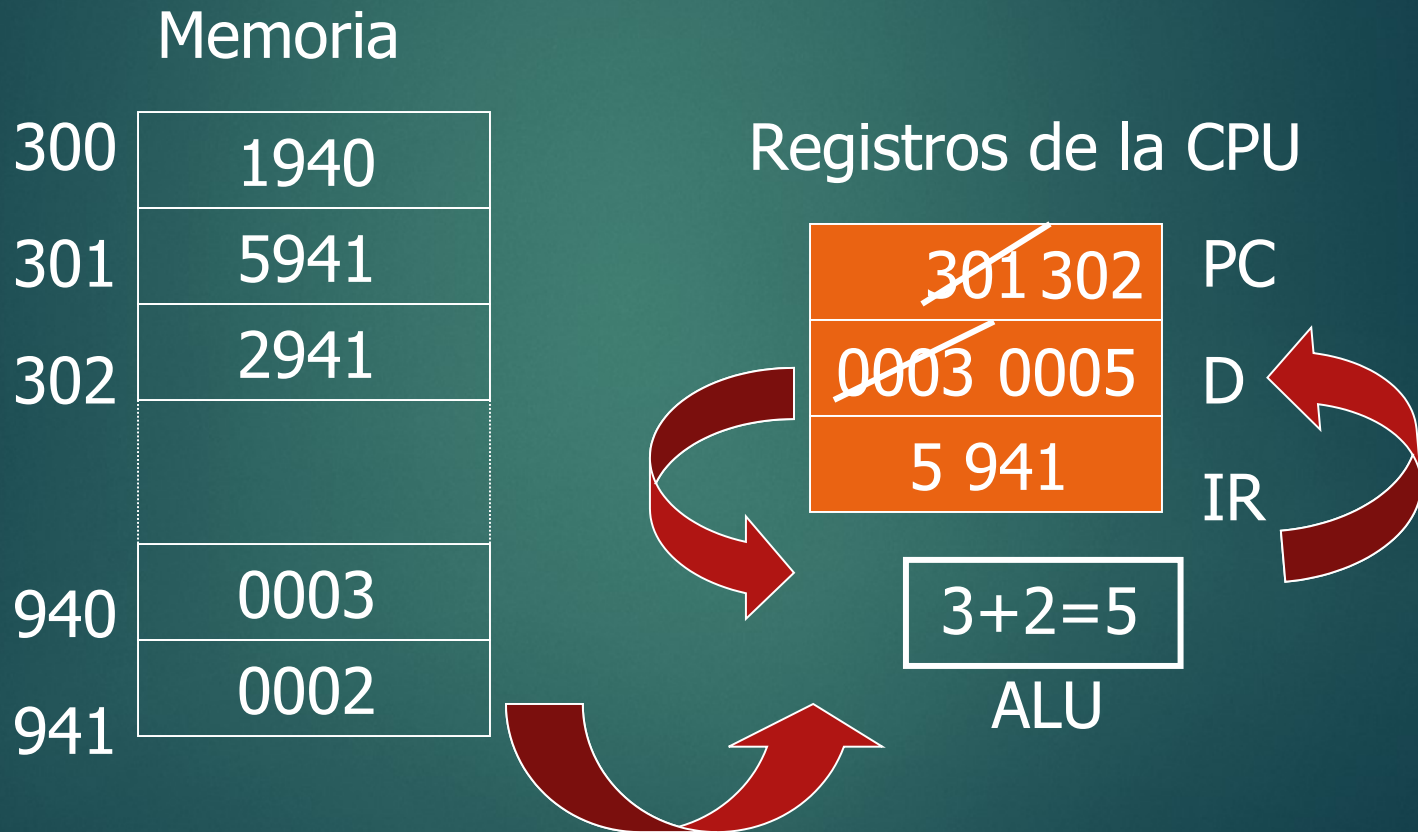 Memoria
300 1940
301 5941
302 2941
940 0003
941 0002
Registros de la CPU
301 302 PC
0003 0005 D
5 941 IR
3+2=5
ALU